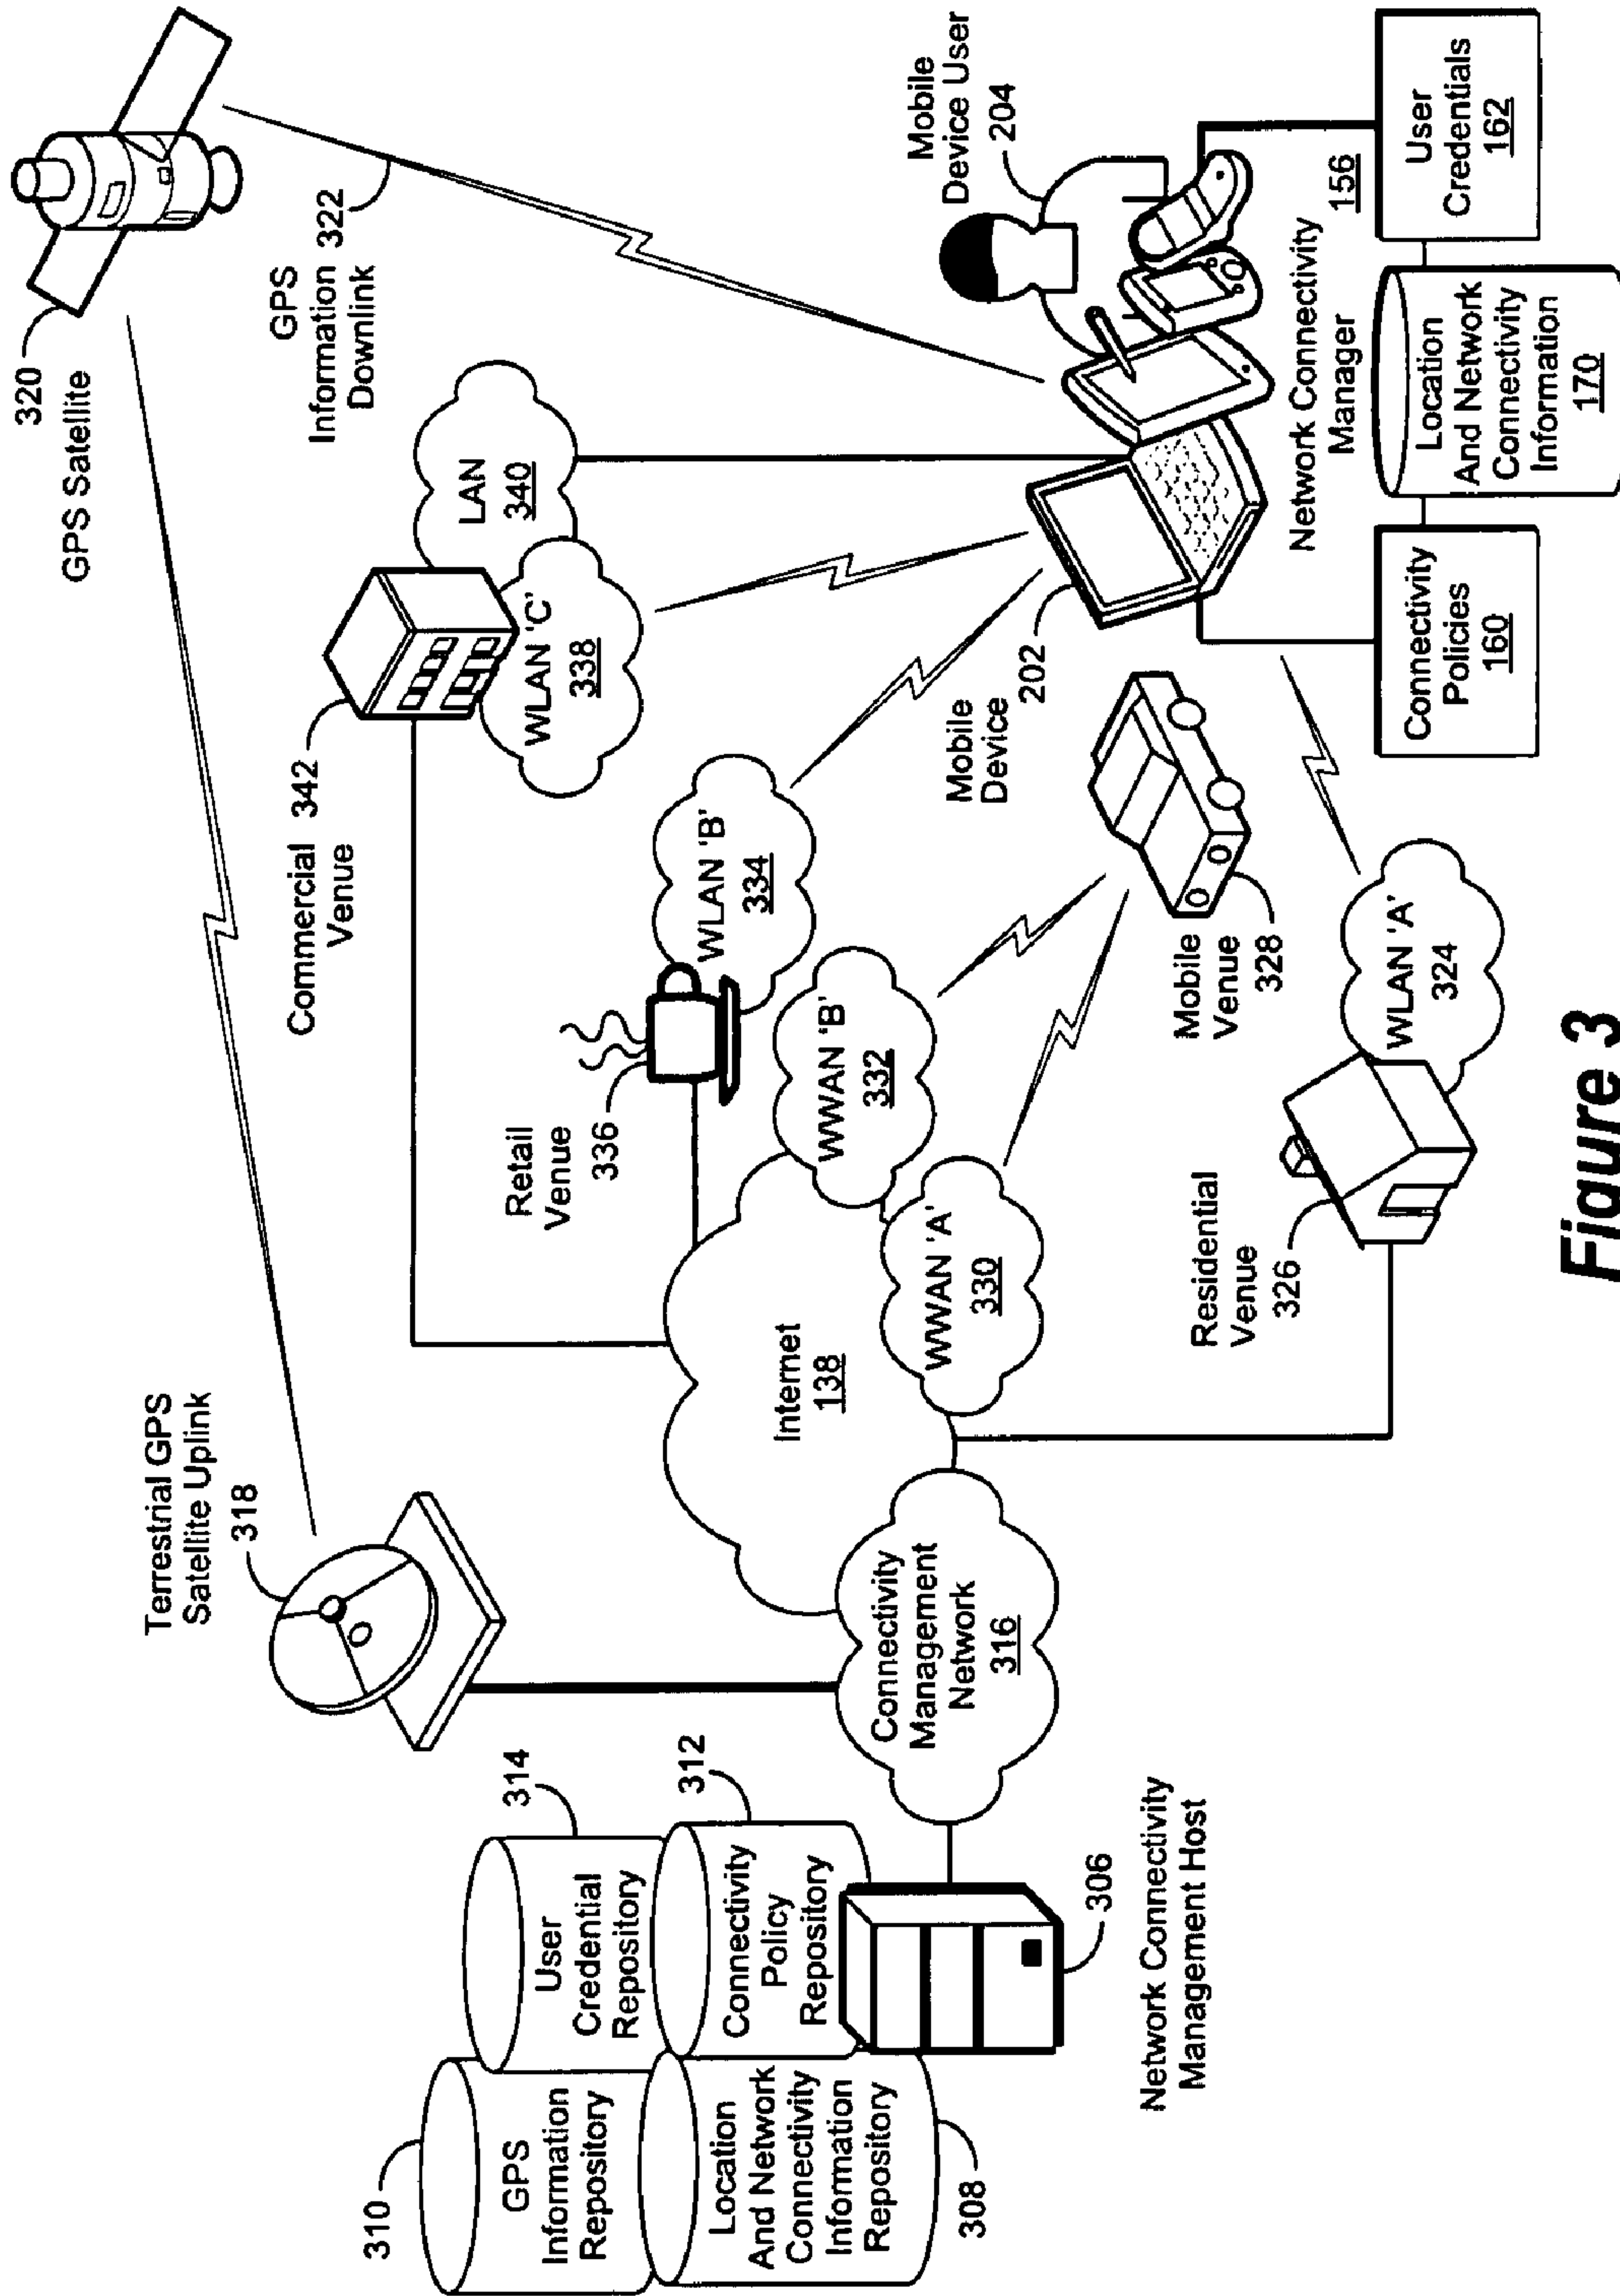 310
GPS
Information
Repository
314
User
Credential
Repository
Location
And Network
Connectivity
Information
Repository
308
312
Connectivity
Policy
Repository
306
Network Connectivity
Management Host
Terrestrial GPS
Satellite Uplink
318
Connectivity
Management
Network
316
Internet
138
320
GPS Satellite
GPS
Information
Downlink
322
Commercial
Venue
342
LAN
340
WLAN 'C'
338
Retail
Venue
336
WLAN 'B'
334
WWAN 'B'
332
WWAN 'A'
330
Mobile
Venue
328
Residential
Venue
326
WLAN 'A'
324
Mobile
Device
202
Mobile
Device User
204
Network Connectivity
Manager
156
Connectivity
Policies
160
Location
And Network
Connectivity
Information
170
User
Credentials
162
Figure 3